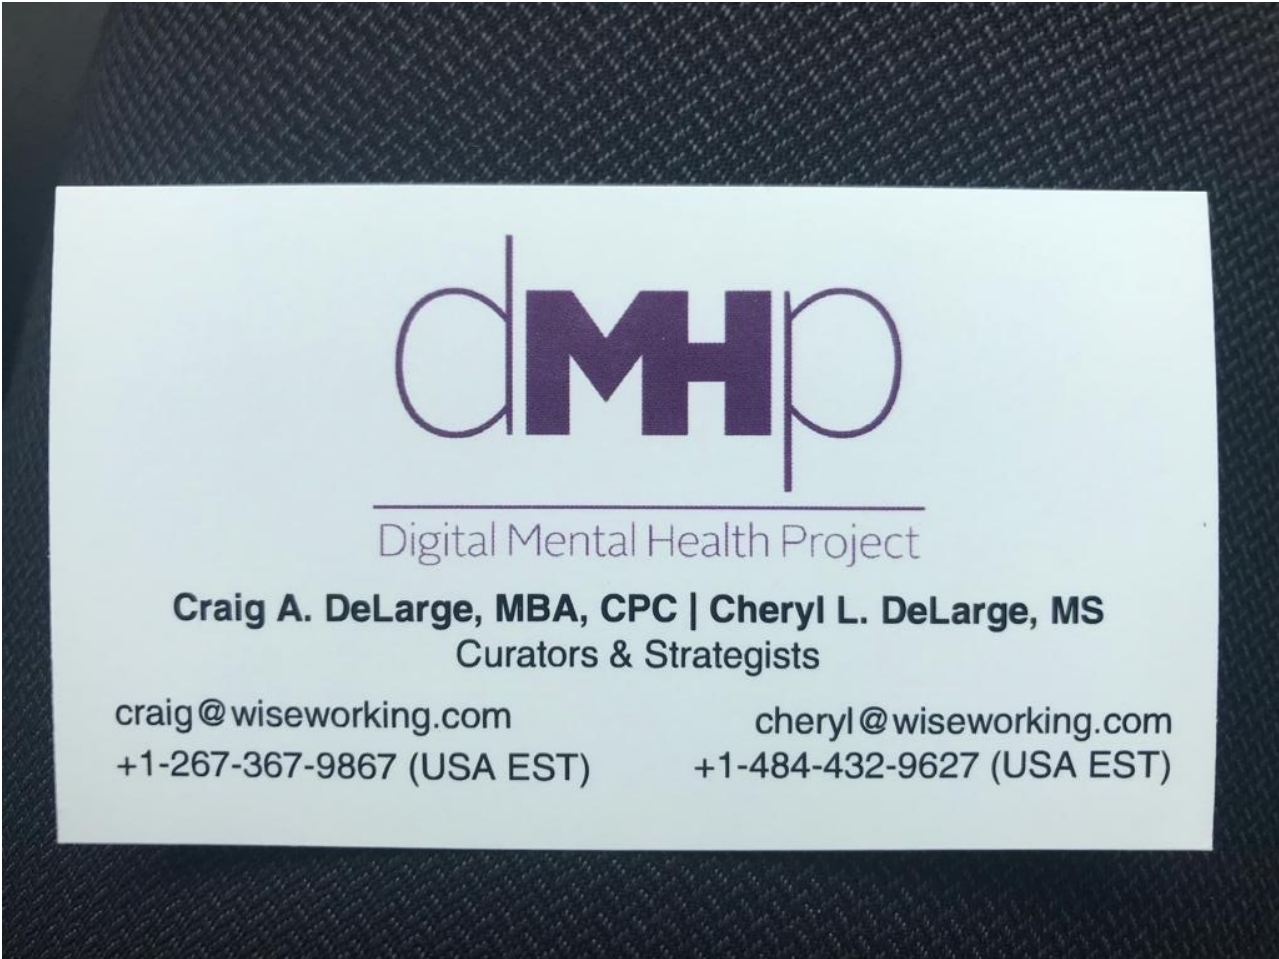 dMHp
Digital Mental Health Project
Craig A. DeLarge, MBA, CPC | Cheryl L. DeLarge, MS
Curators & Strategists
craig@wiseworking.com cheryl@wiseworking.com
+1-267-367-9867 (USA EST) +1-484-432-9627 (USA EST)